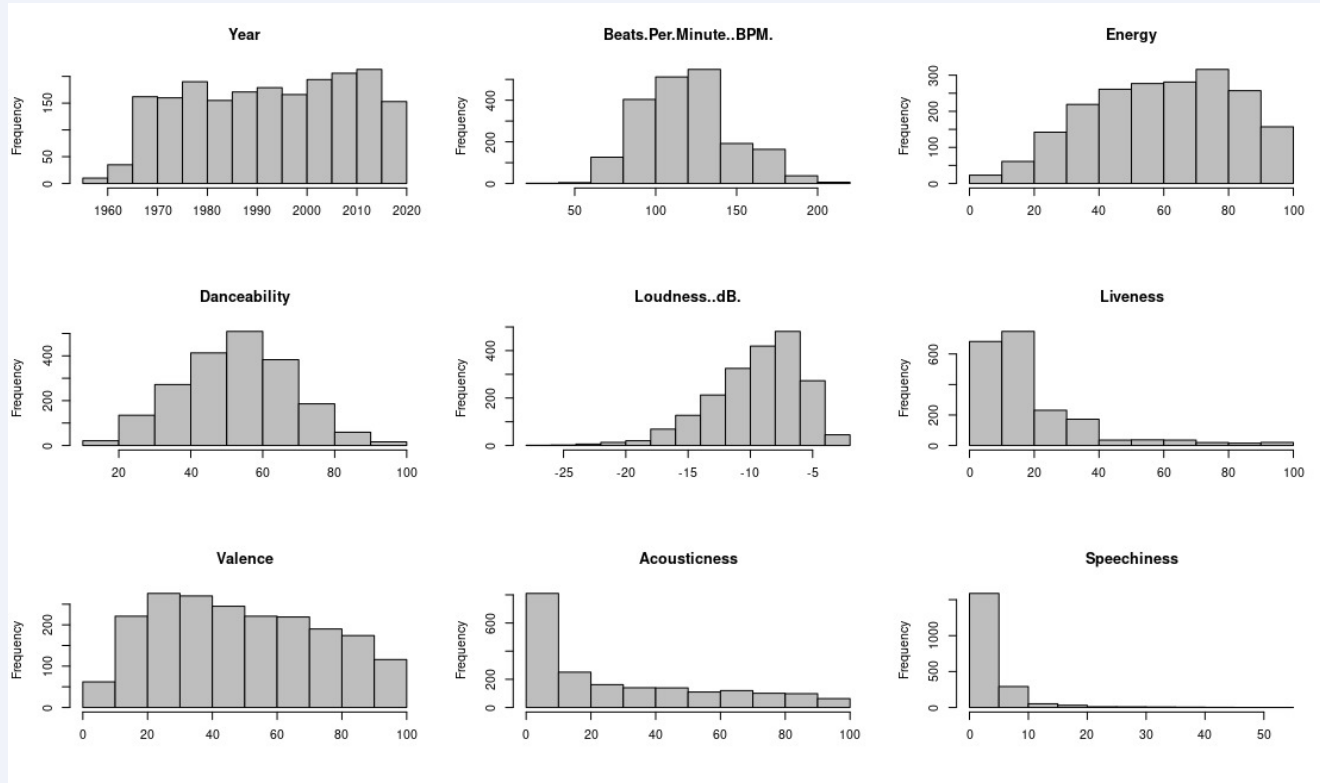 Year
Frequency
0
50
150
1960 1970 1980 1990 2000 2010 2020
Beats.Per.Minute..BPM.
Frequency
0
200
400
50 100 150 200
Energy
Frequency
0
100
200
300
0 20 40 60 80 100
Danceability
Frequency
0
200
400
20 40 60 80 100
Loudness..dB.
Frequency
0
200
400
-25 -20 -15 -10 -5
Liveness
Frequency
0
200
600
0 20 40 60 80 100
Valence
Frequency
0
100
200
0 20 40 60 80 100
Acousticness
Frequency
0
200
600
0 20 40 60 80 100
Speechiness
Frequency
0
500
1000
0 10 20 30 40 50